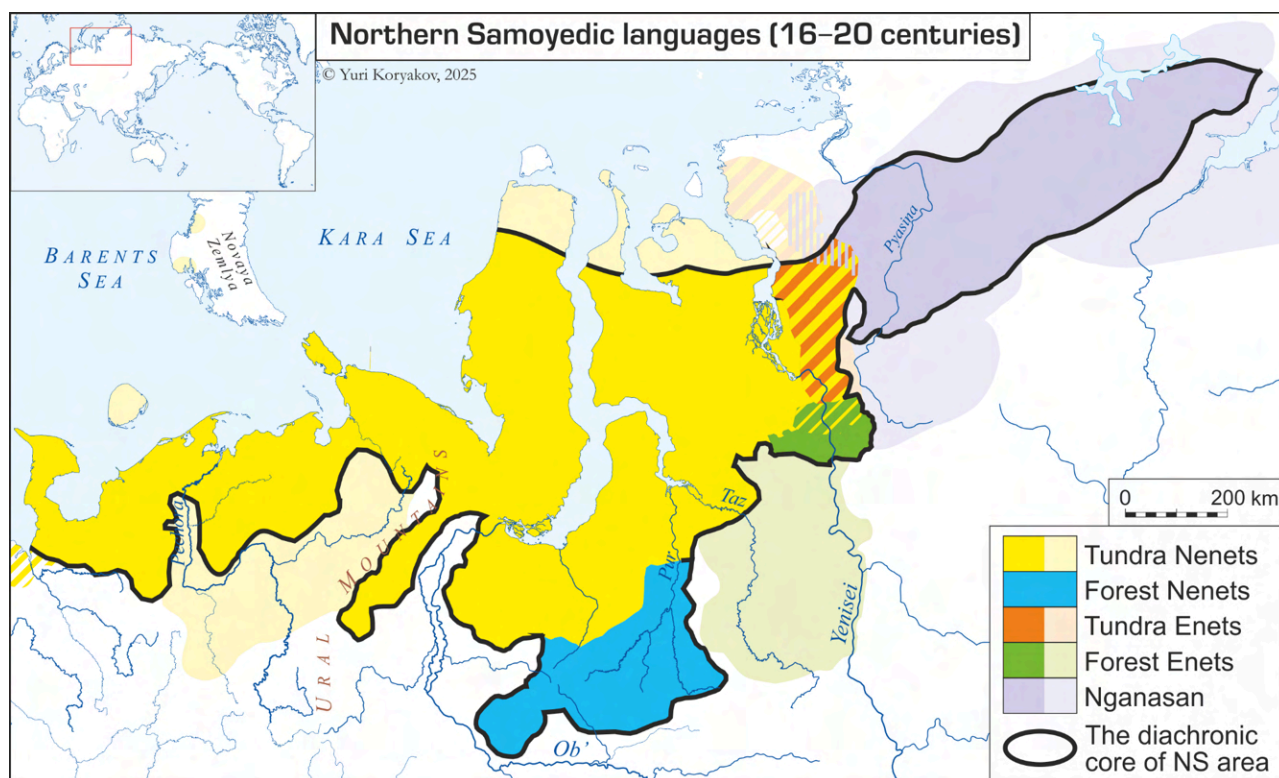 Northern Samoyedic languages (16–20 centuries)
© Yuri Koryakov, 2025
BARENTS
SEA
Novaya
Zemlya
KARA SEA
Pyasina
Taz
Pechora
Pur
Yenisei
URAL MOUNTAINS
Ob'
0 200 km
Tundra Nenets
Forest Nenets
Tundra Enets
Forest Enets
Nganasan
The diachronic
core of NS area